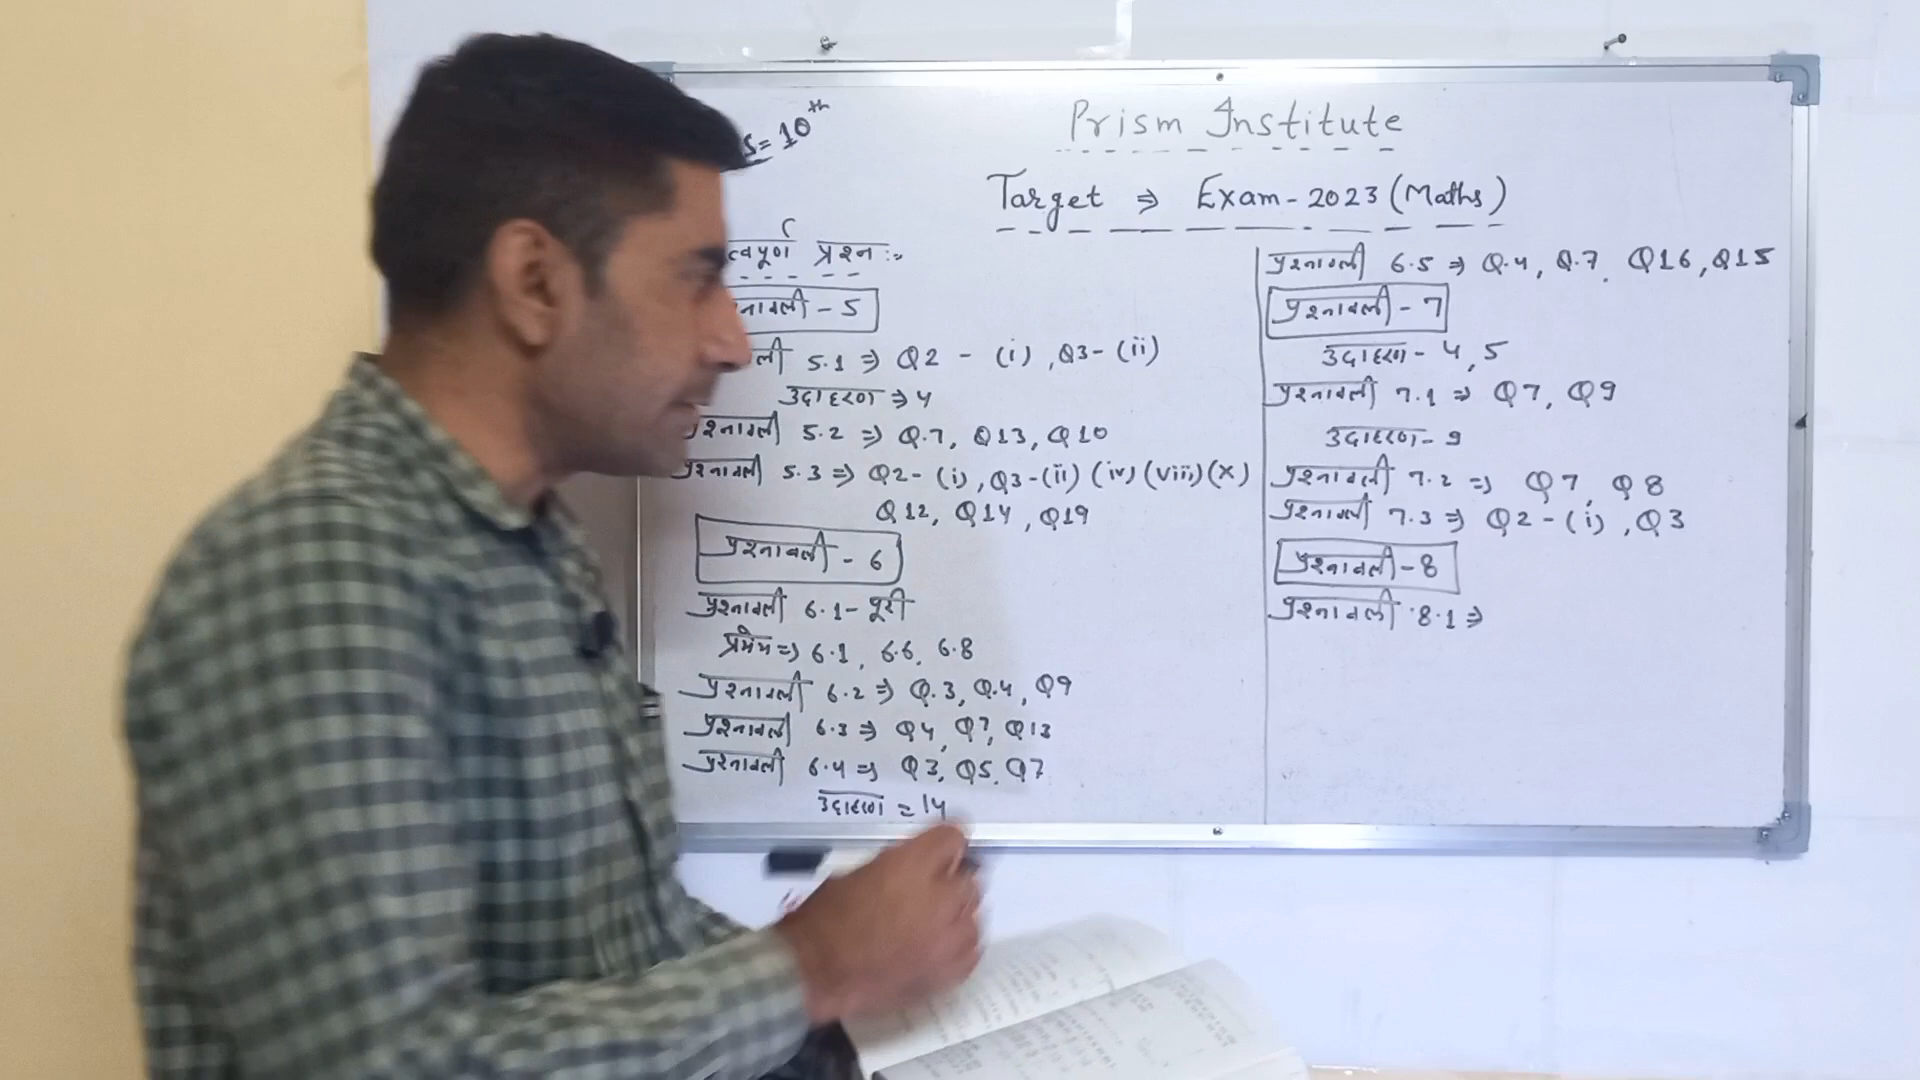 s = 10th
Prism Institute
Target ⇒ Exam - 2023 (Maths)
त्वपूर्ण प्रश्न :-
नावली - 5
ली 5.1 ⇒ Q2 - (i) , Q3 - (ii)
उदाहरण ⇒ 4
प्रश्नावली 5.2 ⇒ Q.7, Q13, Q10
प्रश्नावली 5.3 ⇒ Q2 - (i) , Q3 - (ii) (iv) (viii) (x)
Q12, Q14, Q19
प्रश्नावली - 6
प्रश्नावली 6.1 - पूरी
प्रमेय ⇒ 6.1, 6.6, 6.8
प्रश्नावली 6.2 ⇒ Q.3, Q.4, Q9
प्रश्नावली 6.3 ⇒ Q4, Q7, Q13
प्रश्नावली 6.4 ⇒ Q3, Q5, Q7
उदाहरण = 14
प्रश्नावली 6.5 ⇒ Q.4, Q.7, Q16, Q15
प्रश्नावली - 7
उदाहरण - 4, 5
प्रश्नावली 7.1 ⇒ Q7, Q9
उदाहरण - 9
प्रश्नावली 7.2 ⇒ Q7, Q8
प्रश्नावली 7.3 ⇒ Q2 - (i) , Q3
प्रश्नावली - 8
प्रश्नावली 8.1 ⇒